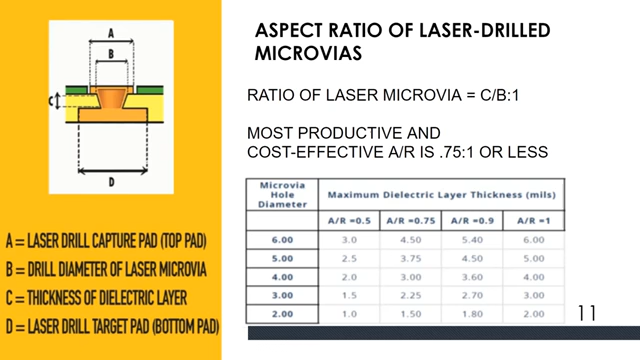 ASPECT RATIO OF LASER-DRILLED
MICROVIAS
A
B
C
D
RATIO OF LASER MICROVIA = C/B:1
MOST PRODUCTIVE AND
COST-EFFECTIVE A/R IS .75:1 OR LESS
A = LASER DRILL CAPTURE PAD (TOP PAD)
B = DRILL DIAMETER OF LASER MICROVIA
C = THICKNESS OF DIELECTRIC LAYER
D = LASER DRILL TARGET PAD (BOTTOM PAD)
Microvia Hole Diameter Maximum Dielectric Layer Thickness (mils)
A/R =0.5 A/R =0.75 A/R =0.9 A/R =1
6.00 3.0 4.50 5.40 6.00
5.00 2.5 3.75 4.50 5.00
4.00 2.0 3.00 3.60 4.00
3.00 1.5 2.25 2.70 3.00
2.00 1.0 1.50 1.80 2.00
11